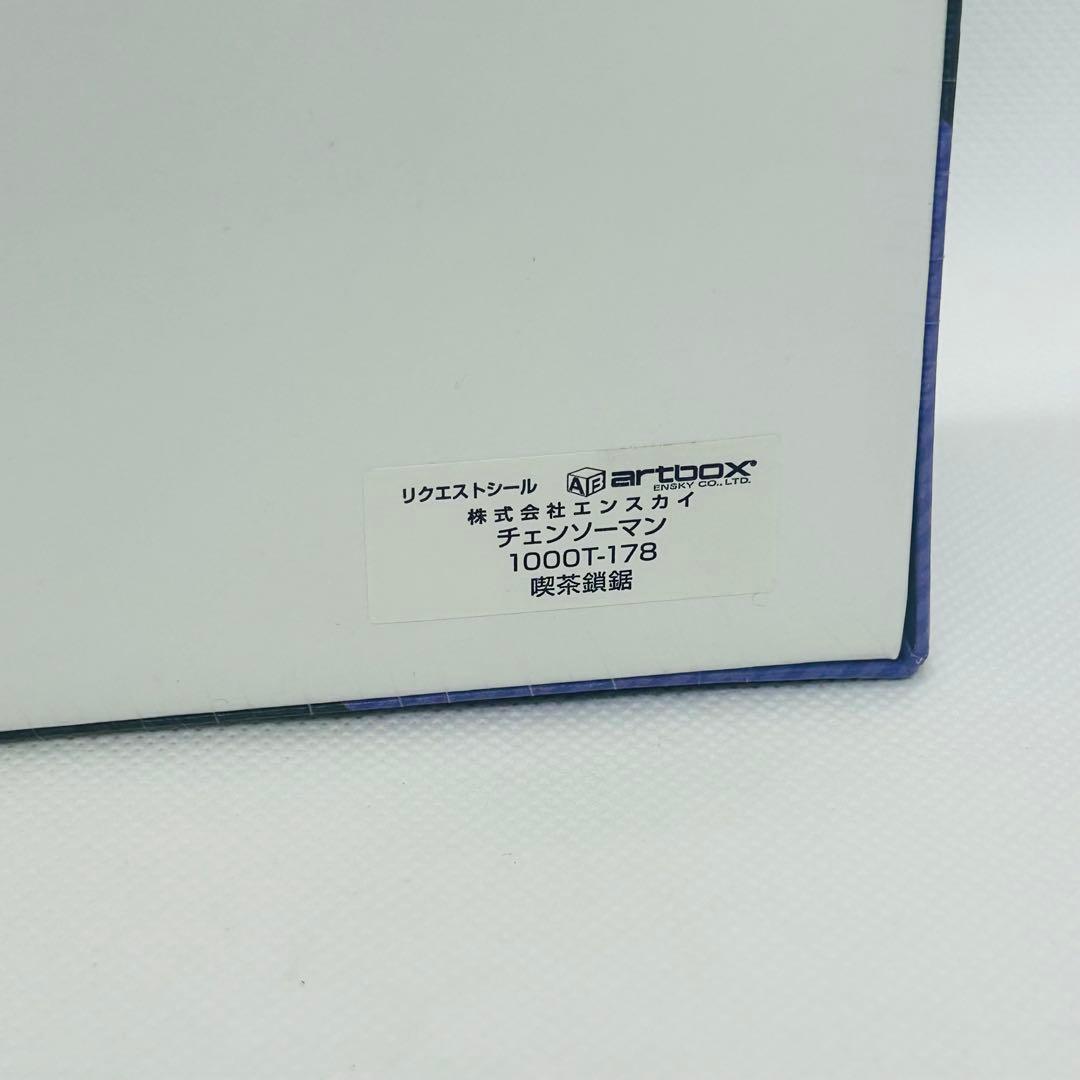 リクエストシール ATB artbox®
ENSKY CO., LTD.
株式会社エンスカイ
チェンソーマン
1000T-178
喫茶鎖鋸